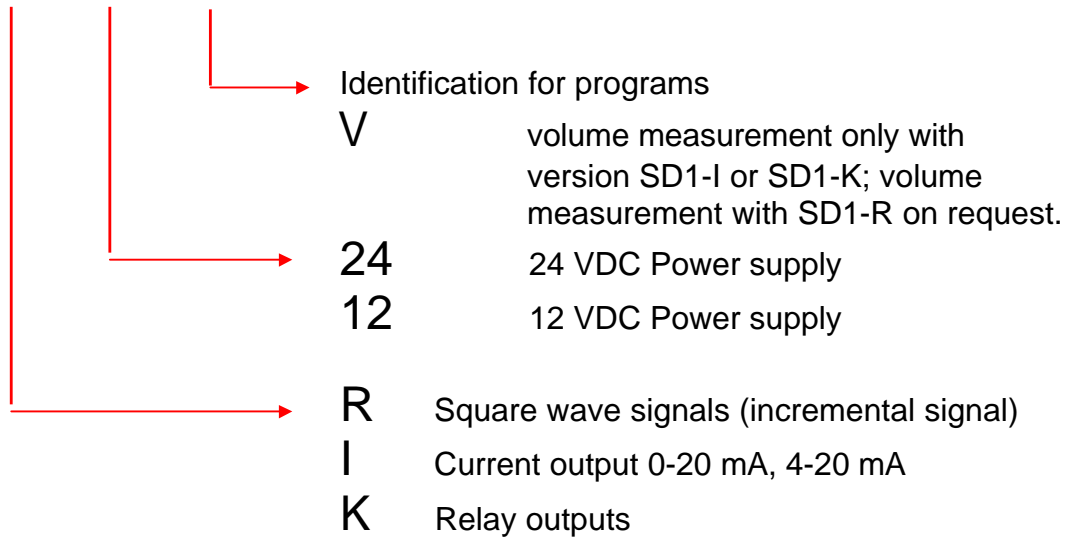 Identification for programs
V volume measurement only with
version SD1-I or SD1-K; volume
measurement with SD1-R on request.
24 24 VDC Power supply
12 12 VDC Power supply
R Square wave signals (incremental signal)
I Current output 0-20 mA, 4-20 mA
K Relay outputs